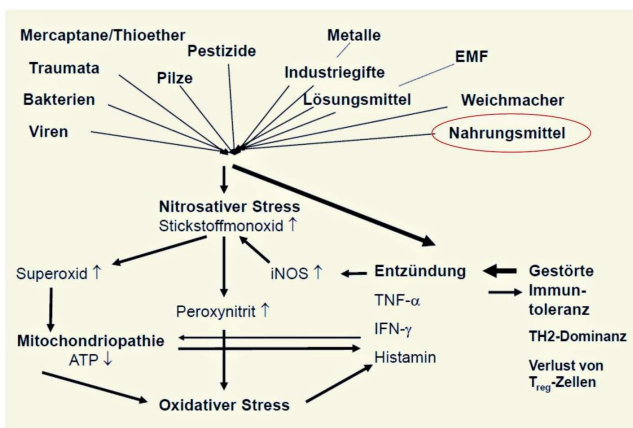 Mercaptane/Thioether
Metalle
Pestizide
EMF
Traumata
Pilze
Industriegifte
Bakterien
Lösungsmittel
Weichmacher
Viren
Nahrungsmittel
Nitrosativer Stress
Stickstoffmonoxid ↑
Superoxid ↑
iNOS ↑
Entzündung
Gestörte
Immun-
toleranz
TNF-α
Peroxynitrit ↑
IFN-γ
TH2-Dominanz
Mitochondriopathie
ATP ↓
Histamin
Verlust von
Treg-Zellen
Oxidativer Stress